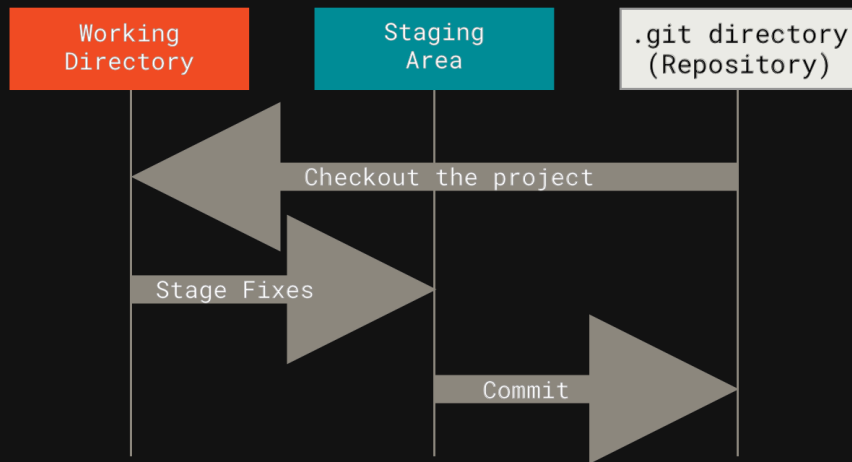 Working
Directory
Staging
Area
.git directory
(Repository)
Checkout the project
Stage Fixes
Commit